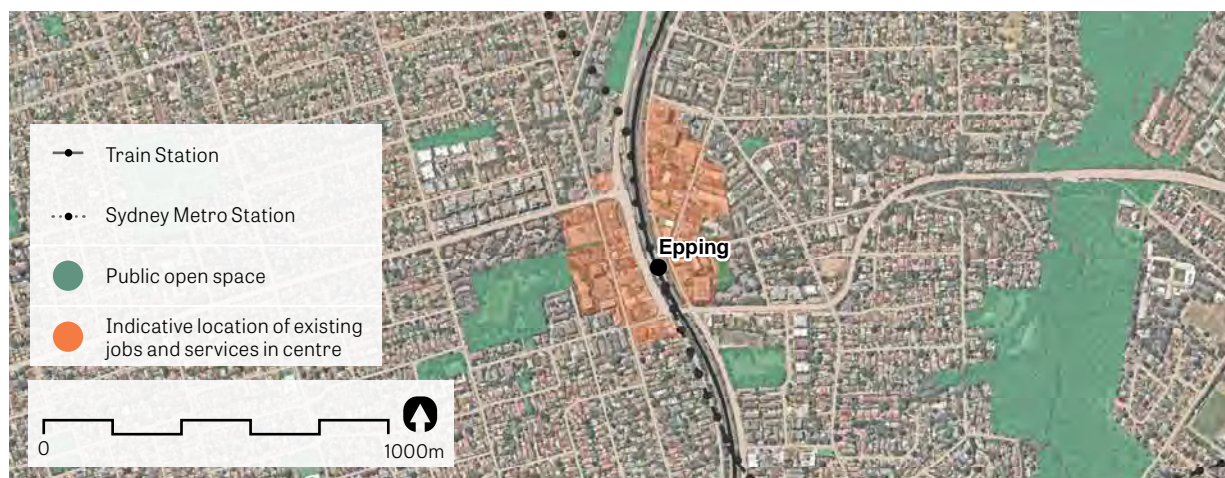 Epping
Train Station
Sydney Metro Station
Public open space
Indicative location of existing
jobs and services in centre
0
1000m